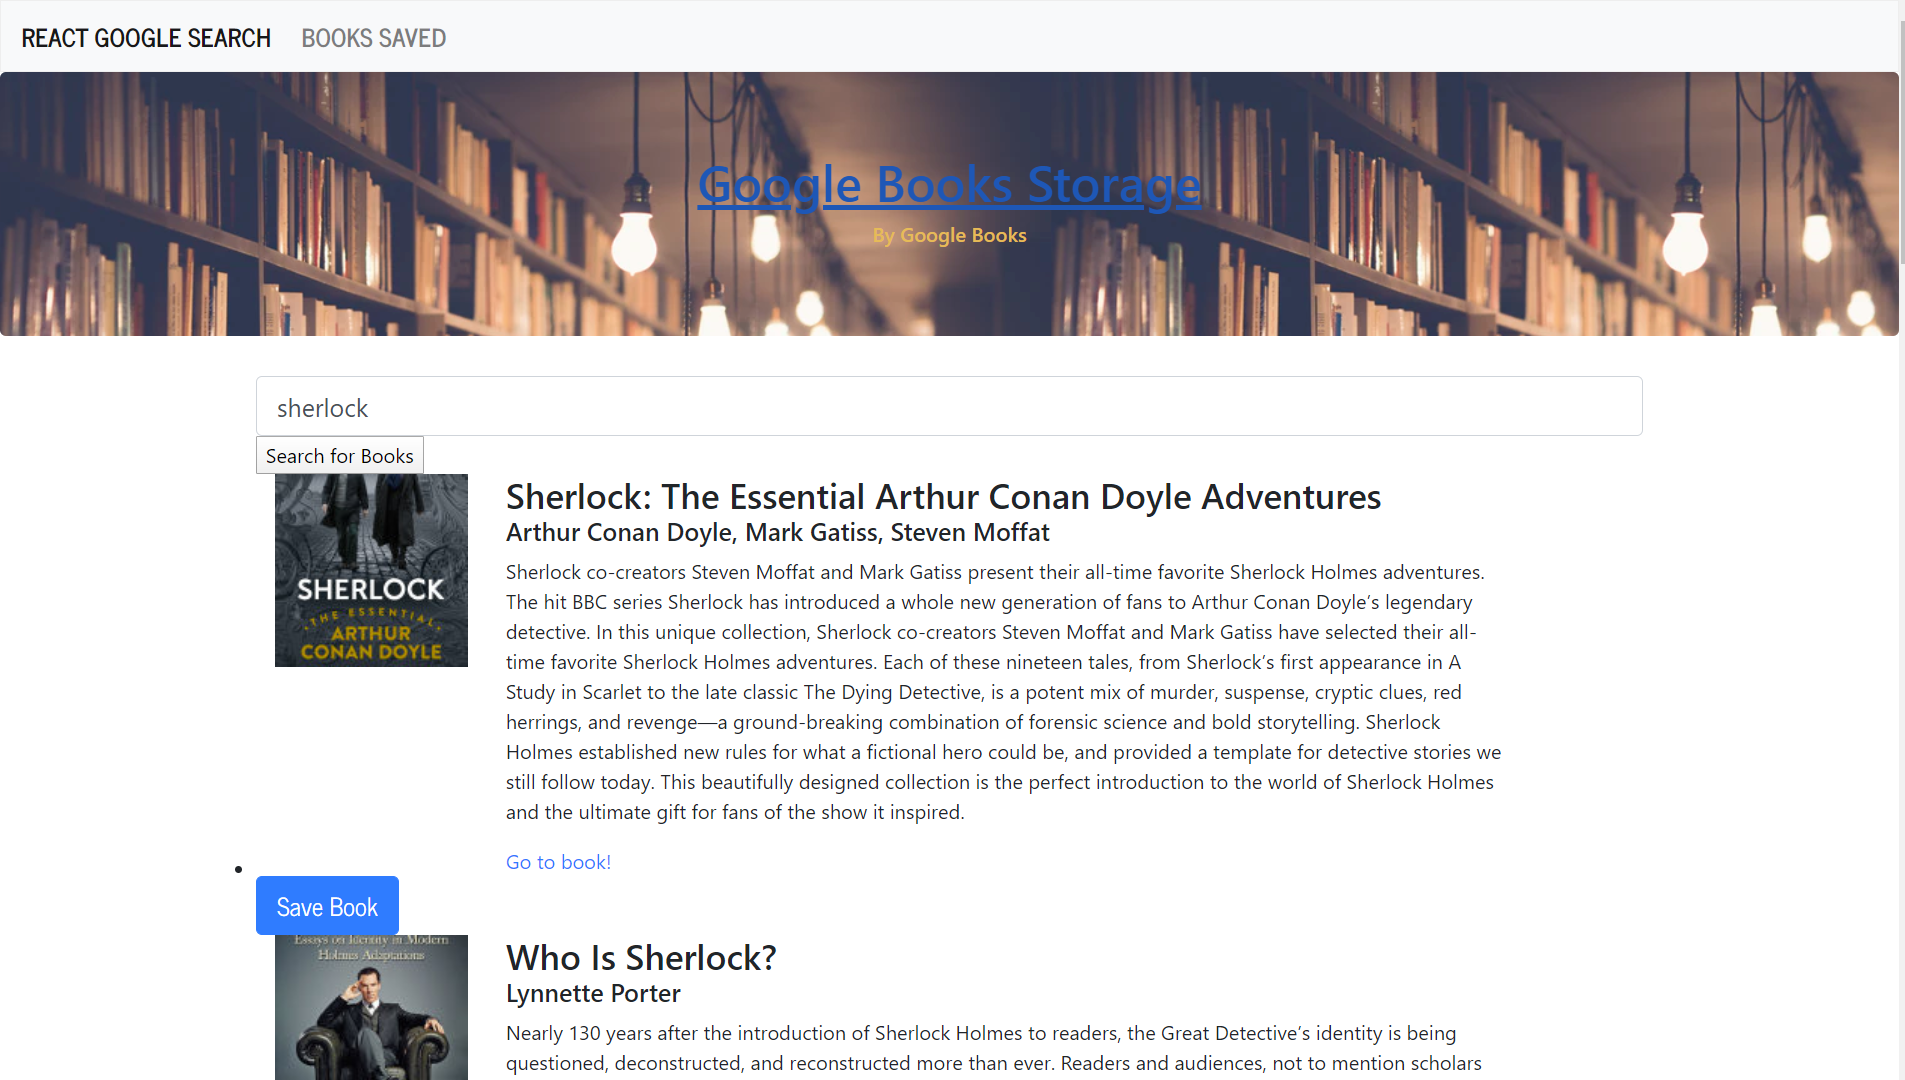 REACT GOOGLE SEARCH BOOKS SAVED
Google Books Storage
By Google Books
sherlock
Search for Books
SHERLOCK
·THE ESSENTIAL·
ARTHUR
CONAN DOYLE
Sherlock: The Essential Arthur Conan Doyle Adventures
Arthur Conan Doyle, Mark Gatiss, Steven Moffat
Sherlock co-creators Steven Moffat and Mark Gatiss present their all-time favorite Sherlock Holmes adventures.
The hit BBC series Sherlock has introduced a whole new generation of fans to Arthur Conan Doyle’s legendary
detective. In this unique collection, Sherlock co-creators Steven Moffat and Mark Gatiss have selected their all-
time favorite Sherlock Holmes adventures. Each of these nineteen tales, from Sherlock’s first appearance in A
Study in Scarlet to the late classic The Dying Detective, is a potent mix of murder, suspense, cryptic clues, red
herrings, and revenge—a ground-breaking combination of forensic science and bold storytelling. Sherlock
Holmes established new rules for what a fictional hero could be, and provided a template for detective stories we
still follow today. This beautifully designed collection is the perfect introduction to the world of Sherlock Holmes
and the ultimate gift for fans of the show it inspired.
Go to book!
Save Book
Essays on Identity in Modern
Holmes Adaptations
Who Is Sherlock?
Lynnette Porter
Nearly 130 years after the introduction of Sherlock Holmes to readers, the Great Detective’s identity is being
questioned, deconstructed, and reconstructed more than ever. Readers and audiences, not to mention scholars